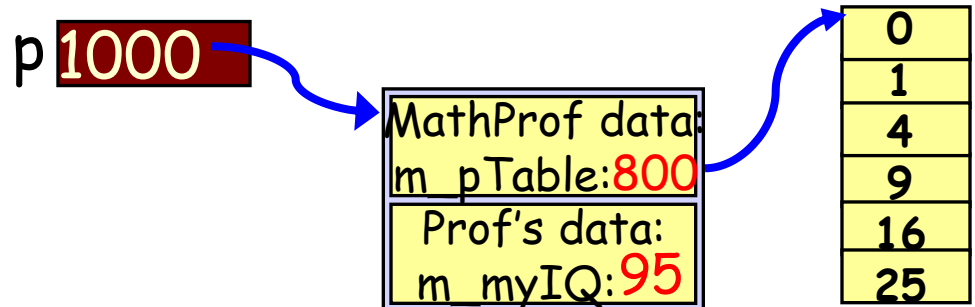 p 1000
MathProf data:
m_pTable:800
Prof's data:
m_myIQ:95
0
1
4
9
16
25